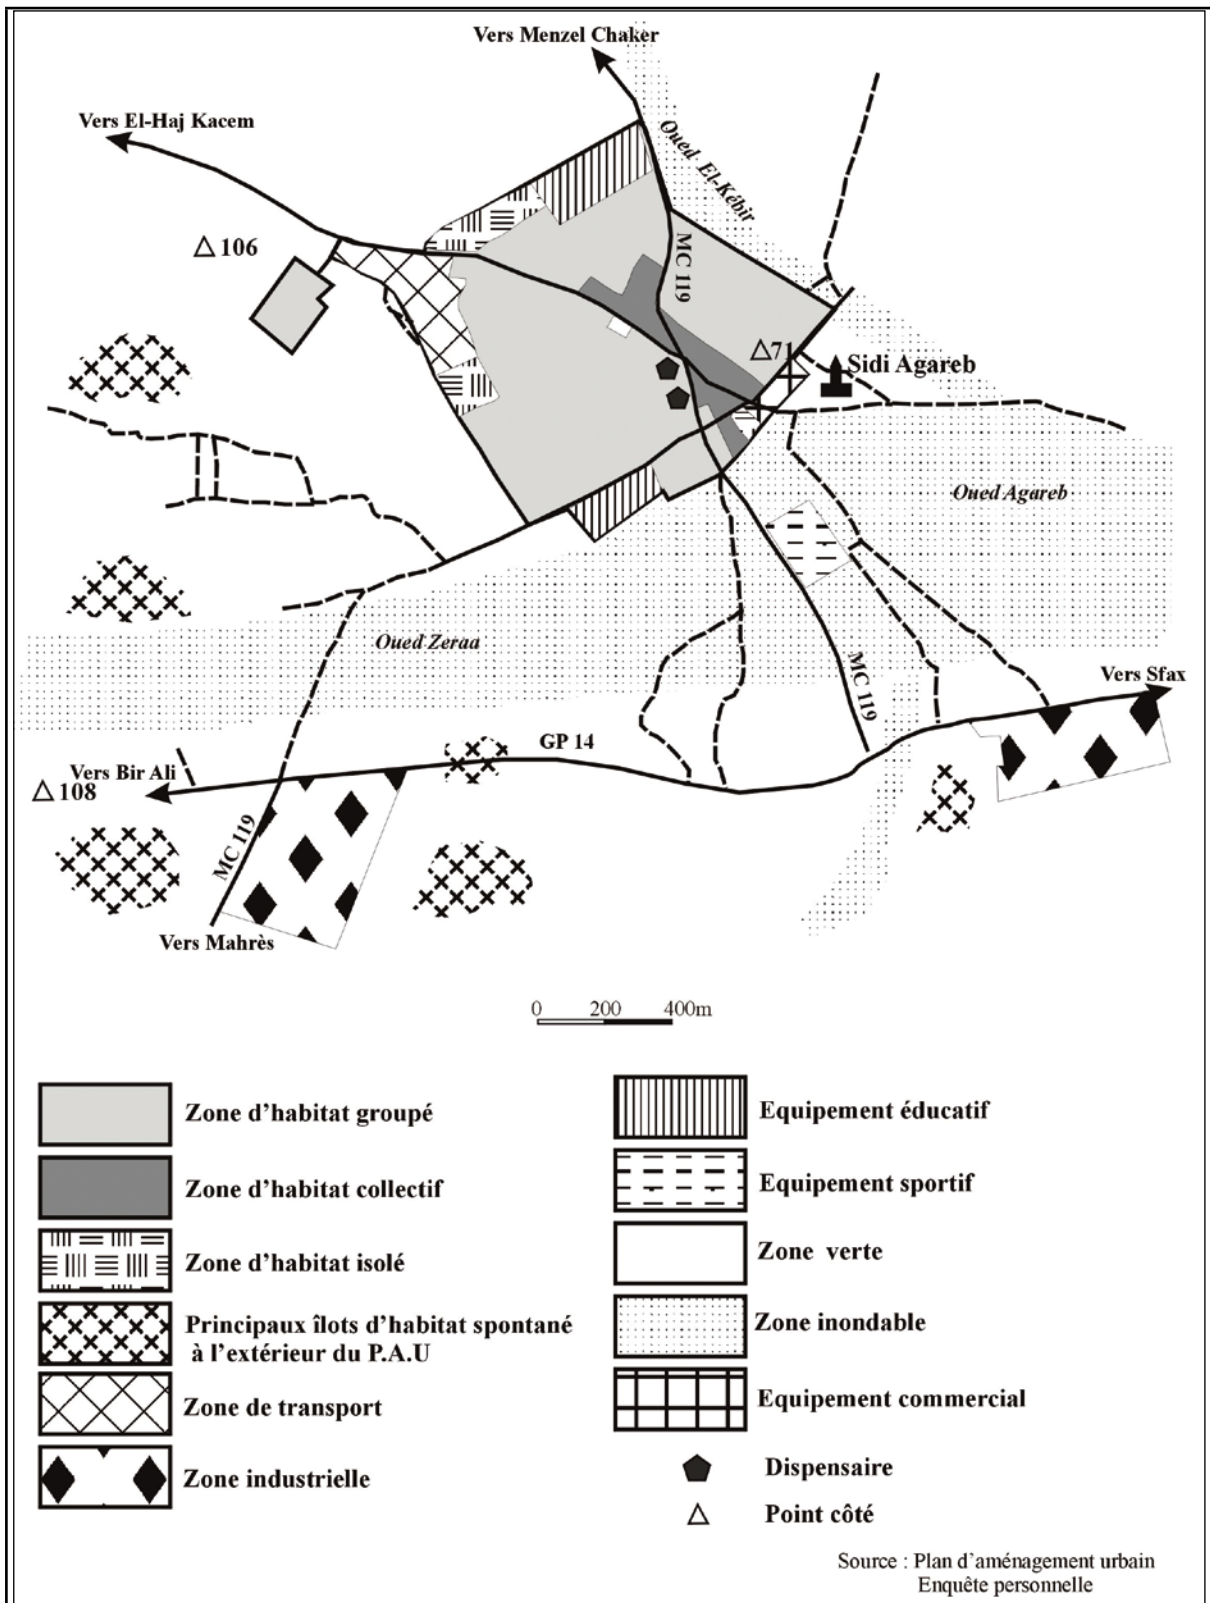 Vers Menzel Chaker
Vers El-Haj Kacem
Oued El-Kébir
106
MC 119
71
Sidi Agareb
Oued Agareb
Oued Zeraa
MC 119
Vers Sfax
GP 14
Vers Bir Ali
108
MC 119
Vers Mahrès
0 200 400m
Zone d'habitat groupé
Zone d'habitat collectif
Zone d'habitat isolé
Principaux îlots d'habitat spontané
à l'extérieur du P.A.U
Zone de transport
Zone industrielle
Equipement éducatif
Equipement sportif
Zone verte
Zone inondable
Equipement commercial
Dispensaire
Point côté
Source : Plan d'aménagement urbain
Enquête personnelle